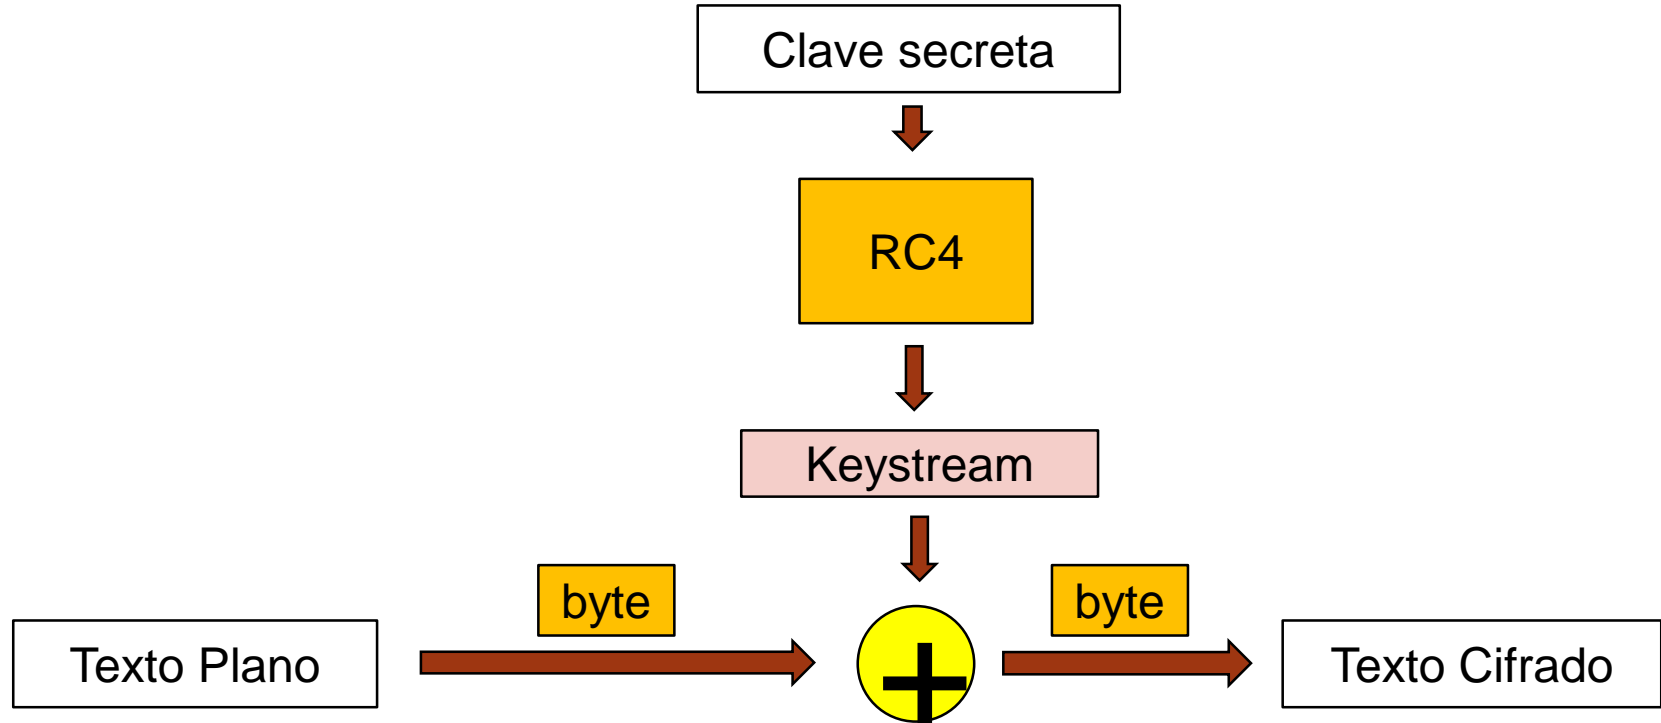 Clave secreta
RC4
Keystream
byte
byte
Texto Plano
+
Texto Cifrado